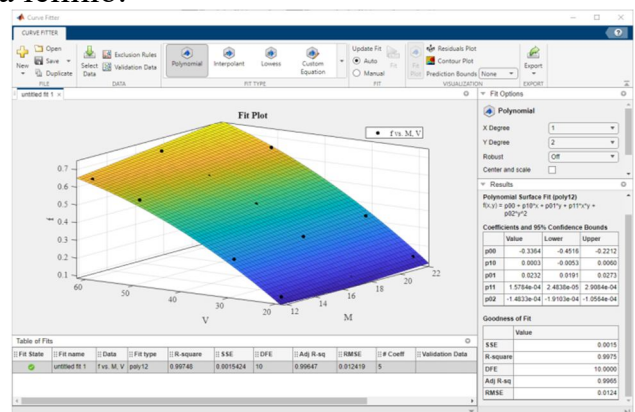 Curve Fitter
CURVE FITTER
New
Open
Save
Duplicate
FILE
Select Data
Exclusion Rules
Validation Data
DATA
Polynomial
Interpolant
Lowess
Custom Equation
FIT TYPE
Update Fit
Auto
Manual
Fit
Fit Plot
Residuals Plot
Contour Plot
Prediction Bounds None
VISUALIZATION
Export
EXPORT
untitled fit 1 ×
Fit Plot
f vs. M, V
f
0.7
0.6
0.5
0.4
0.3
0.2
0.1
60
50
40
30
20
V
12
14
16
18
20
22
M
Fit Options
Polynomial
X Degree 1
Y Degree 2
Robust Off
Center and scale
Results
Polynomial Surface Fit (poly12)
f(x,y) = p00 + p10*x + p01*y + p11*x*y +
p02*y^2
Coefficients and 95% Confidence Bounds
Value Lower Upper
p00 -0.3364 -0.4516 -0.2212
p10 0.0003 -0.0053 0.0060
p01 0.0232 0.0191 0.0273
p11 1.5784e-04 2.4838e-05 2.9084e-04
p02 -1.4833e-04 -1.9103e-04 -1.0564e-04
Goodness of Fit
Value
SSE 0.0015
R-square 0.9975
DFE 10.0000
Adj R-sq 0.9965
RMSE 0.0124
Table of Fits
Fit State Fit name Data Fit type R-square SSE DFE Adj R-sq RMSE # Coeff Validation Data
untitled fit 1 f vs. M, V poly12 0.99748 0.0015424 10 0.99647 0.012419 5